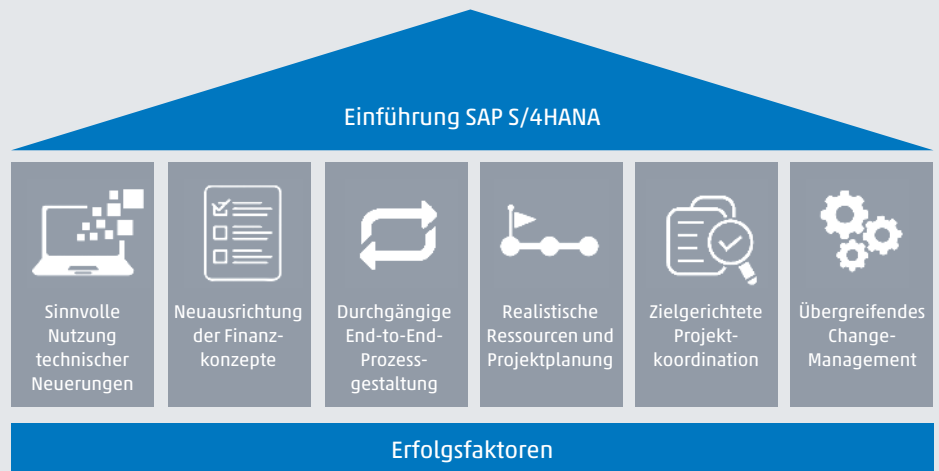 Einführung SAP S/4HANA
Sinnvolle
Nutzung
technischer
Neuerungen
Neuausrichtung
der Finanz-
konzepte
Durchgängige
End-to-End-
Prozess-
gestaltung
Realistische
Ressourcen und
Projektplanung
Zielgerichtete
Projekt-
koordination
Übergreifendes
Change-
Management
Erfolgsfaktoren